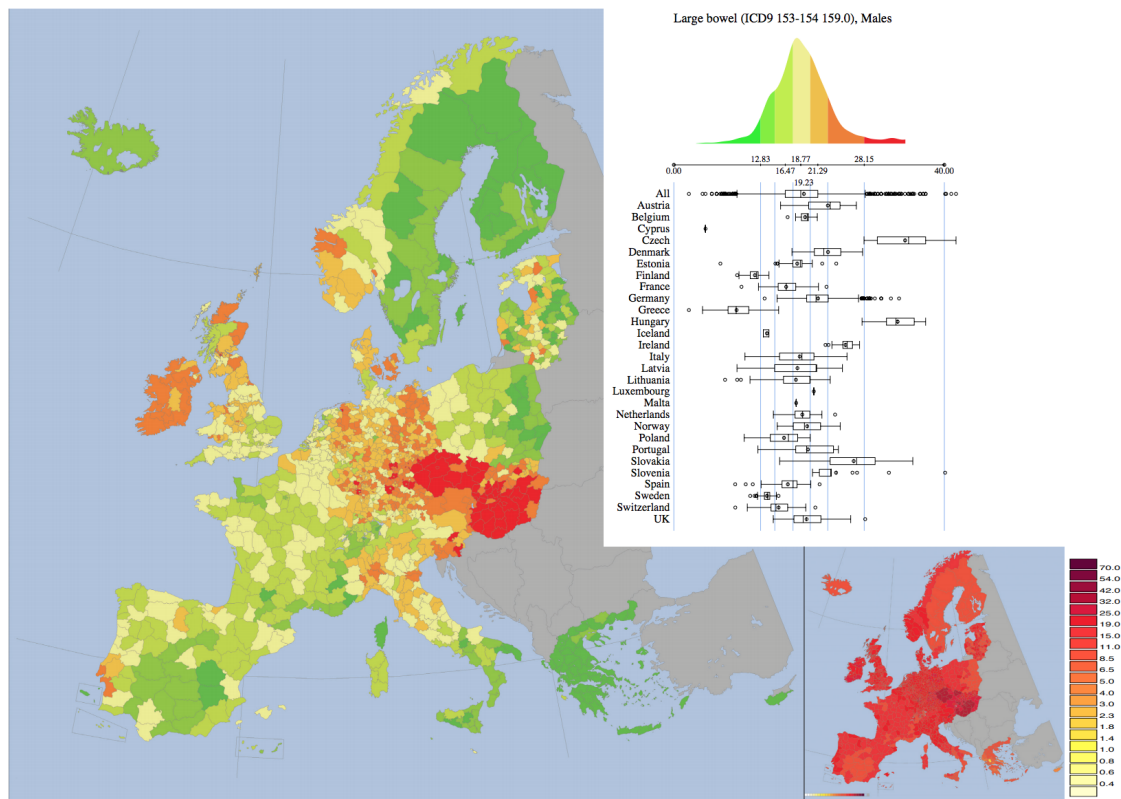 Large bowel (ICD9 153-154 159.0), Males
0.00 12.83 16.47 18.77 21.29 28.15 40.00
19.23
All
Austria
Belgium
Cyprus
Czech
Denmark
Estonia
Finland
France
Germany
Greece
Hungary
Iceland
Ireland
Italy
Latvia
Lithuania
Luxembourg
Malta
Netherlands
Norway
Poland
Portugal
Slovakia
Slovenia
Spain
Sweden
Switzerland
UK
70.0
54.0
42.0
32.0
25.0
19.0
15.0
11.0
8.5
6.5
5.0
4.0
3.0
2.3
1.8
1.4
1.0
0.8
0.6
0.4